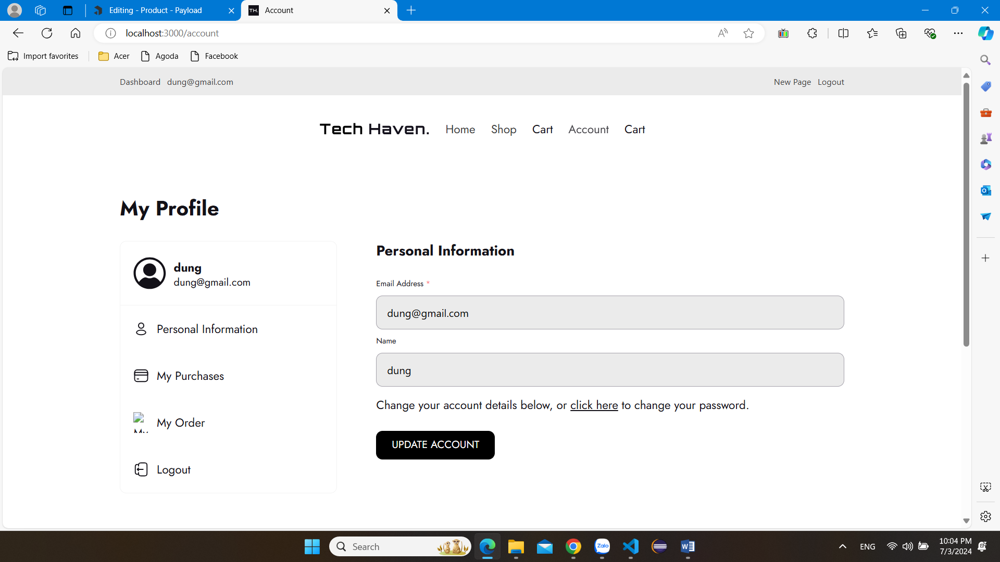 Editing - Product - Payload
TH. Account
localhost:3000/account
Import favorites Acer Agoda Facebook
Dashboard dung@gmail.com New Page Logout
Tech Haven. Home Shop Cart Account Cart
My Profile
dung
dung@gmail.com
Personal Information
My Purchases
My Order
Logout
Personal Information
Email Address *
dung@gmail.com
Name
dung
Change your account details below, or click here to change your password.
UPDATE ACCOUNT
Search
Zalo
ENG
10:04 PM
7/3/2024